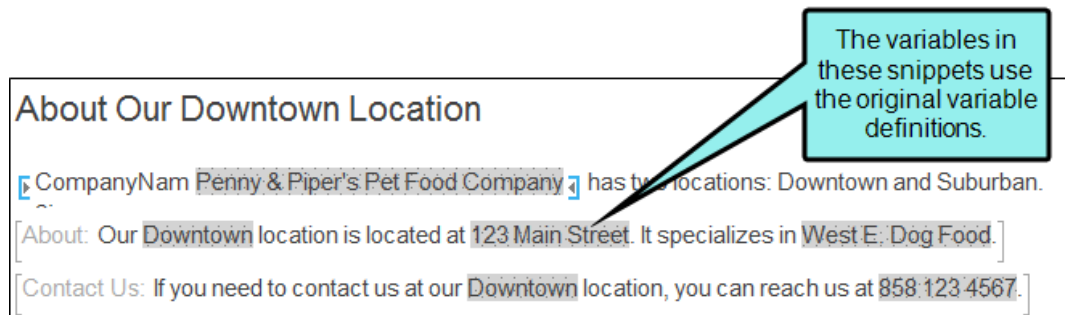 The variables in
these snippets use
the original variable
definitions.
About Our Downtown Location
CompanyNam Penny & Piper's Pet Food Company has two locations: Downtown and Suburban.
About: Our Downtown location is located at 123 Main Street. It specializes in West E. Dog Food.
Contact Us: If you need to contact us at our Downtown location, you can reach us at 858 123 4567.